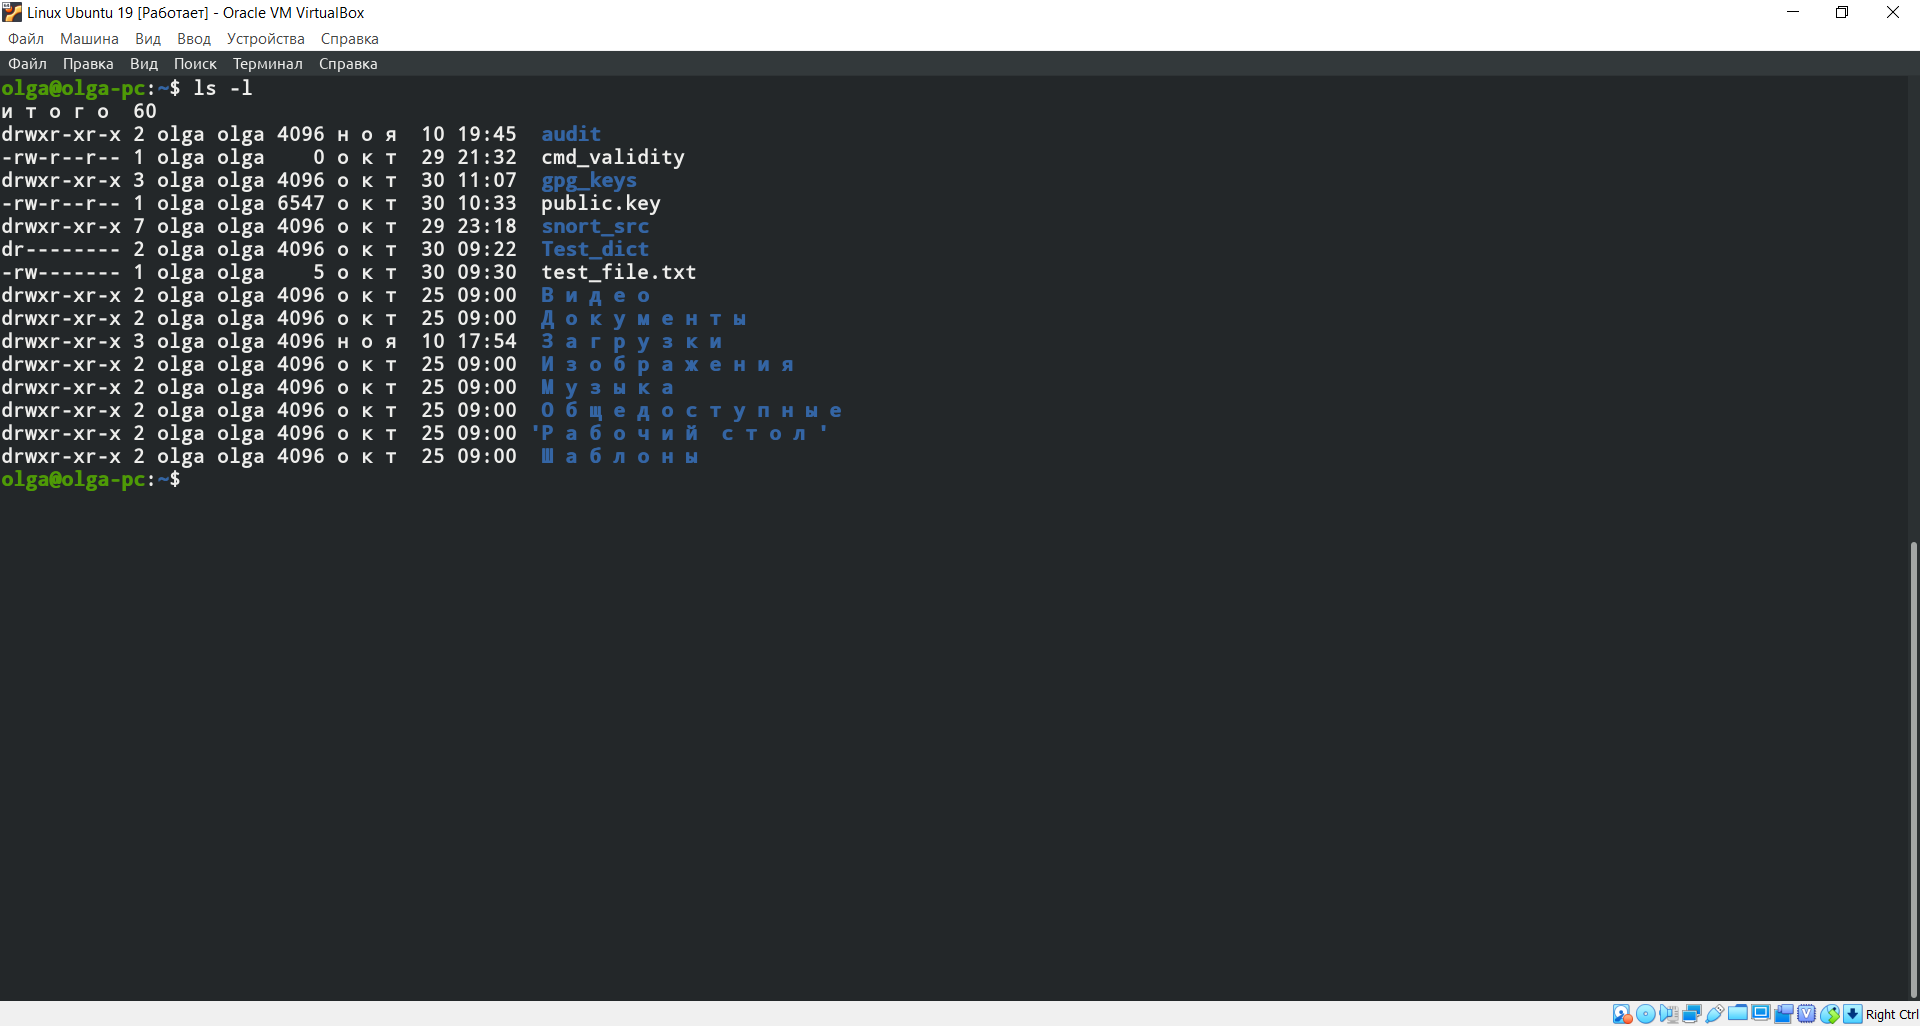 Linux Ubuntu 19 [Работает] - Oracle VM VirtualBox
Файл Машина Вид Ввод Устройства Справка
Файл Правка Вид Поиск Терминал Справка
olga@olga-pc:~$ ls -l
итого 60
drwxr-xr-x 2 olga olga 4096 ноя 10 19:45 audit
-rw-r--r-- 1 olga olga 0 окт 29 21:32 cmd_validity
drwxr-xr-x 3 olga olga 4096 окт 30 11:07 gpg_keys
-rw-r--r-- 1 olga olga 6547 окт 30 10:33 public.key
drwxr-xr-x 7 olga olga 4096 окт 29 23:18 snort_src
dr-------- 2 olga olga 4096 окт 30 09:22 Test_dict
-rw------- 1 olga olga 5 окт 30 09:30 test_file.txt
drwxr-xr-x 2 olga olga 4096 окт 25 09:00 Видео
drwxr-xr-x 2 olga olga 4096 окт 25 09:00 Документы
drwxr-xr-x 3 olga olga 4096 ноя 10 17:54 Загрузки
drwxr-xr-x 2 olga olga 4096 окт 25 09:00 Изображения
drwxr-xr-x 2 olga olga 4096 окт 25 09:00 Музыка
drwxr-xr-x 2 olga olga 4096 окт 25 09:00 Общедоступные
drwxr-xr-x 2 olga olga 4096 окт 25 09:00 'Рабочий стол'
drwxr-xr-x 2 olga olga 4096 окт 25 09:00 Шаблоны
olga@olga-pc:~$
Right Ctrl